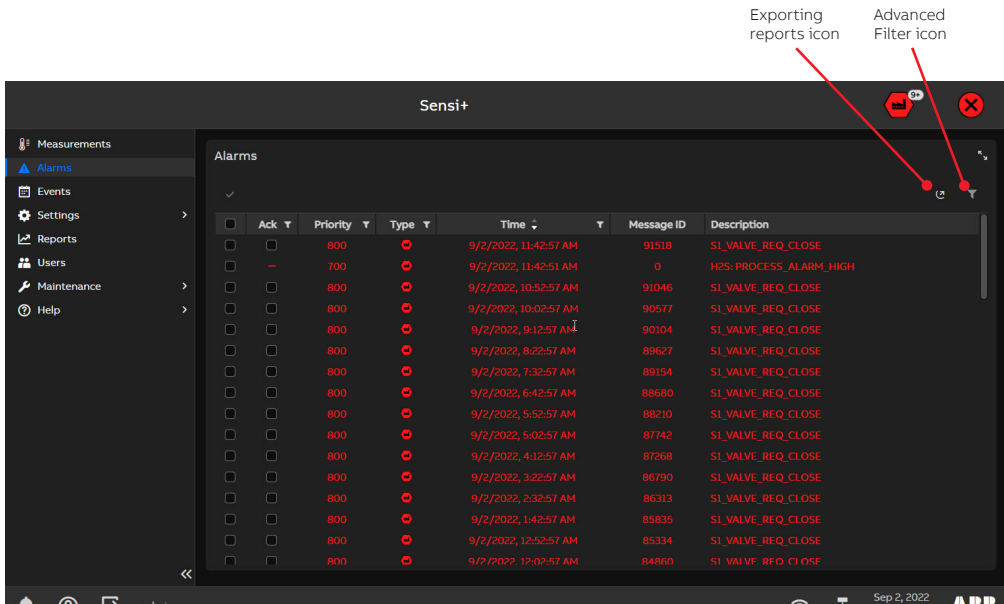 Exporting
reports icon
Advanced
Filter icon
Sensi+
9+
Measurements
Alarms
Events
Settings
Reports
Users
Maintenance
Help
Alarms
Ack Priority Type Time Message ID Description
800 9/2/2022, 11:42:57 AM 91518 S1_VALVE_REQ_CLOSE
700 9/2/2022, 11:42:51 AM 0 H2S: PROCESS_ALARM_HIGH
800 9/2/2022, 10:52:57 AM 91046 S1_VALVE_REQ_CLOSE
800 9/2/2022, 10:02:57 AM 90577 S1_VALVE_REQ_CLOSE
800 9/2/2022, 9:12:57 AM 90104 S1_VALVE_REQ_CLOSE
800 9/2/2022, 8:22:57 AM 89627 S1_VALVE_REQ_CLOSE
800 9/2/2022, 7:32:57 AM 89154 S1_VALVE_REQ_CLOSE
800 9/2/2022, 6:42:57 AM 88680 S1_VALVE_REQ_CLOSE
800 9/2/2022, 5:52:57 AM 88210 S1_VALVE_REQ_CLOSE
800 9/2/2022, 5:02:57 AM 87742 S1_VALVE_REQ_CLOSE
800 9/2/2022, 4:12:57 AM 87268 S1_VALVE_REQ_CLOSE
800 9/2/2022, 3:22:57 AM 86790 S1_VALVE_REQ_CLOSE
800 9/2/2022, 2:32:57 AM 86313 S1_VALVE_REQ_CLOSE
800 9/2/2022, 1:42:57 AM 85835 S1_VALVE_REQ_CLOSE
800 9/2/2022, 12:52:57 AM 85334 S1_VALVE_REQ_CLOSE
800 9/2/2022, 12:02:57 AM 84860 S1_VALVE_REQ_CLOSE
Sep 2, 2022
ABB